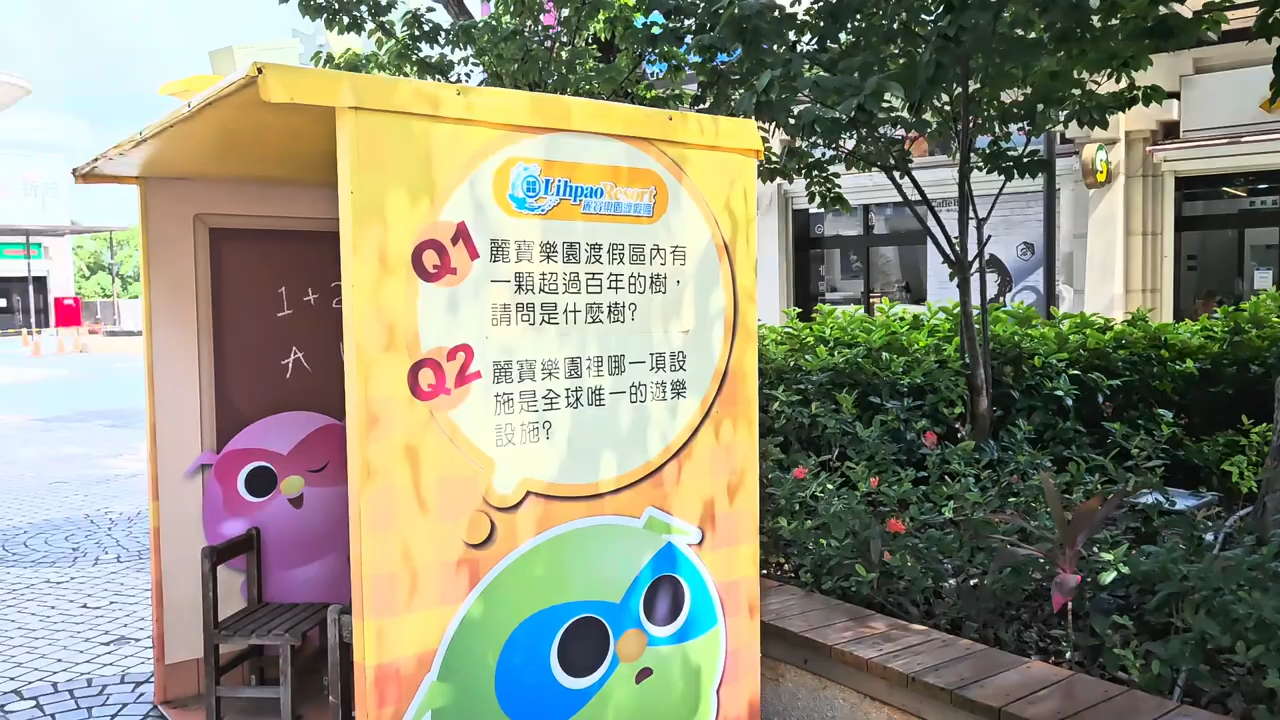 LihpaoResort
麗寶樂園渡假區
Q1
麗寶樂園渡假區內有
一顆超過百年的樹，
請問是什麼樹?
Q2
麗寶樂園裡哪一項設
施是全球唯一的遊樂
設施?
1+2
A